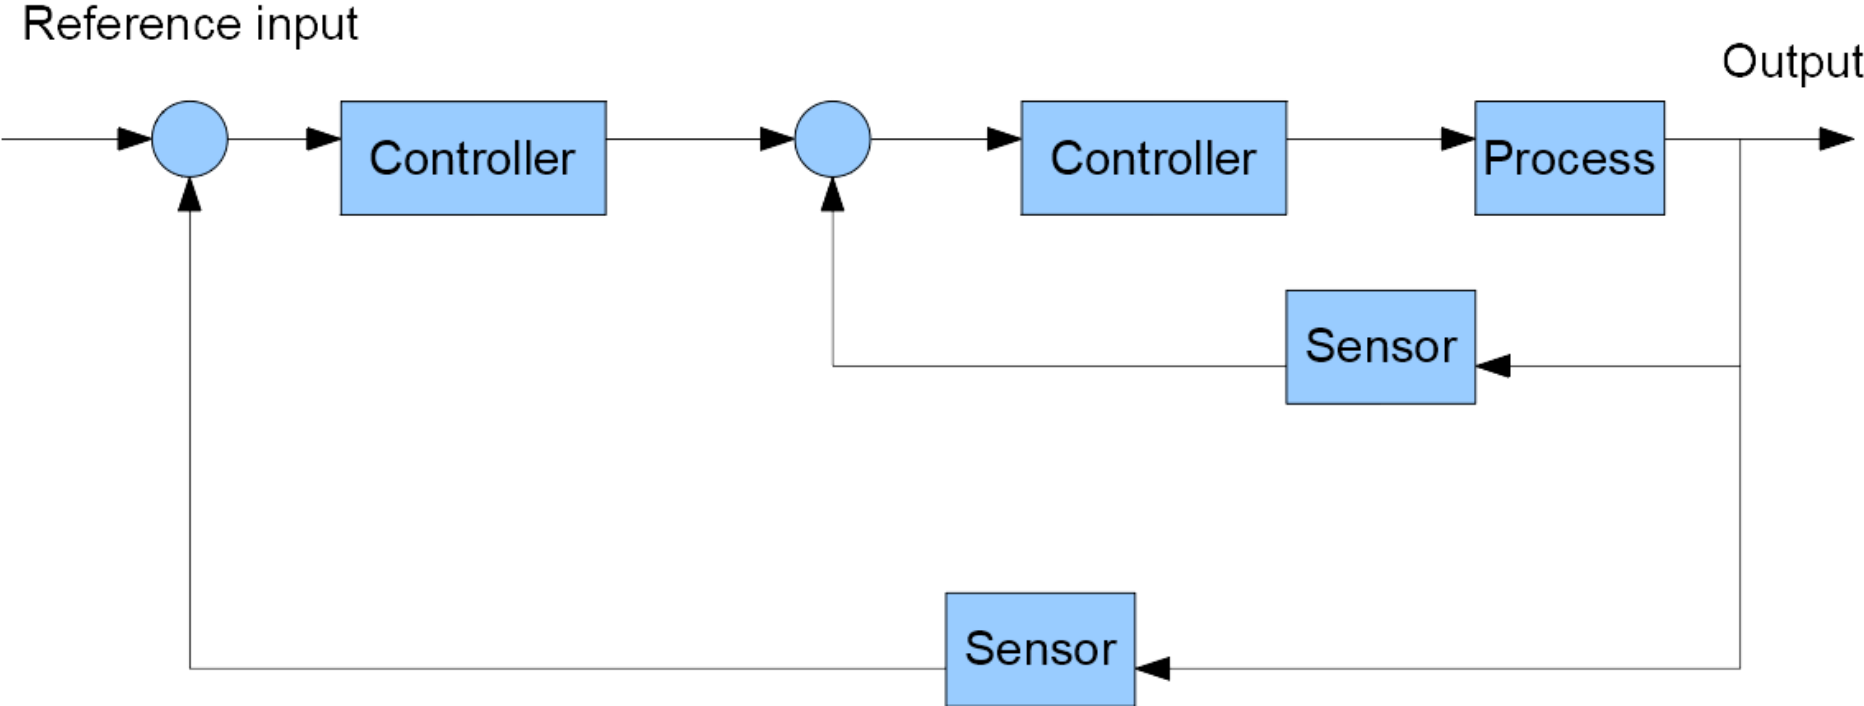 Reference input
Output
Controller
Controller
Process
Sensor
Sensor